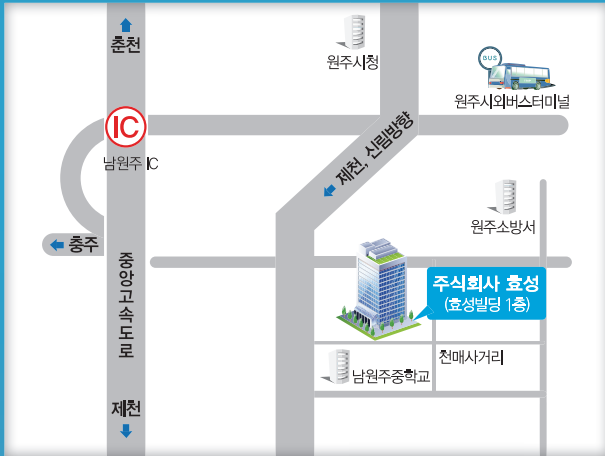 춘천
원주시청
BUS
원주시외버스터미널
IC
남원주 IC
제천, 신림방향
원주소방서
충주
중앙고속도로
주식회사 효성
(효성빌딩 1층)
천매사거리
남원주중학교
제천